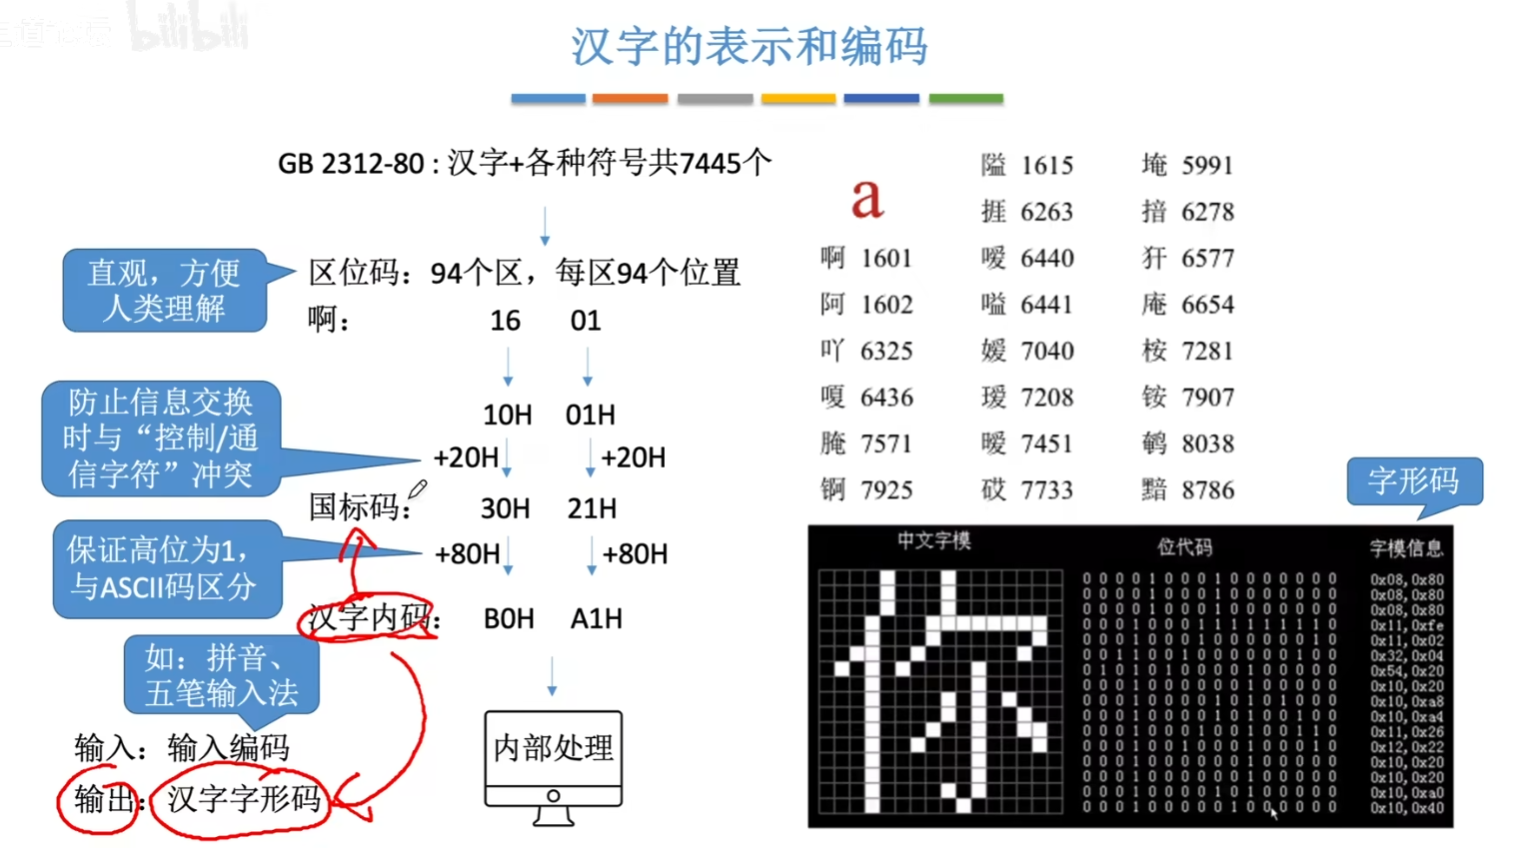 bilibili
汉字的表示和编码
GB 2312-80 : 汉字+各种符号共7445个
直观，方便
人类理解
区位码：94个区，每区94个位置
啊： 16 01
10H 01H
防止信息交换
时与“控制/通
信字符”冲突
+20H +20H
国标码： 30H 21H
保证高位为1，
与ASCII码区分
+80H +80H
汉字内码： B0H A1H
如：拼音、
五笔输入法
内部处理
输入：输入编码
输出：汉字字形码
a
啊 1601
阿 1602
吖 6325
嗄 6436
腌 7571
锕 7925
隘 1615
捱 6263
嗳 6440
嗌 6441
嫒 7040
瑷 7208
暧 7451
砹 7733
埯 5991
揞 6278
犴 6577
庵 6654
桉 7281
铵 7907
鹌 8038
黯 8786
字形码
中文字模 位代码 字模信息
0 0 0 0 1 0 0 0 1 0 0 0 0 0 0 0 0x08,0x80
0 0 0 0 1 0 0 0 1 0 0 0 0 0 0 0 0x08,0x80
0 0 0 0 1 0 0 0 1 0 0 0 0 0 0 0 0x08,0x80
0 0 0 1 0 0 0 1 1 1 1 1 1 1 1 0 0x11,0xfe
0 0 0 1 0 0 0 1 0 0 0 0 0 0 1 0 0x11,0x02
0 0 1 1 0 0 1 0 0 0 0 0 0 1 0 0 0x32,0x04
0 1 0 1 0 1 0 0 0 0 1 0 0 0 0 0 0x54,0x20
0 0 0 1 0 0 0 0 0 0 1 0 0 0 0 0 0x10,0x20
0 0 0 1 0 0 0 0 1 0 1 0 1 0 0 0 0x10,0xa8
0 0 0 1 0 0 0 0 1 0 1 0 0 1 0 0 0x10,0xa4
0 0 0 1 0 0 0 1 0 0 1 0 0 1 1 0 0x11,0x26
0 0 0 1 0 0 1 0 0 0 1 0 0 0 1 0 0x12,0x22
0 0 0 1 0 0 0 0 0 0 1 0 0 0 0 0 0x10,0x20
0 0 0 1 0 0 0 0 0 0 1 0 0 0 0 0 0x10,0x20
0 0 0 1 0 0 0 0 1 0 1 0 0 0 0 0 0x10,0xa0
0 0 0 1 0 0 0 0 0 1 0 0 0 0 0 0 0x10,0x40